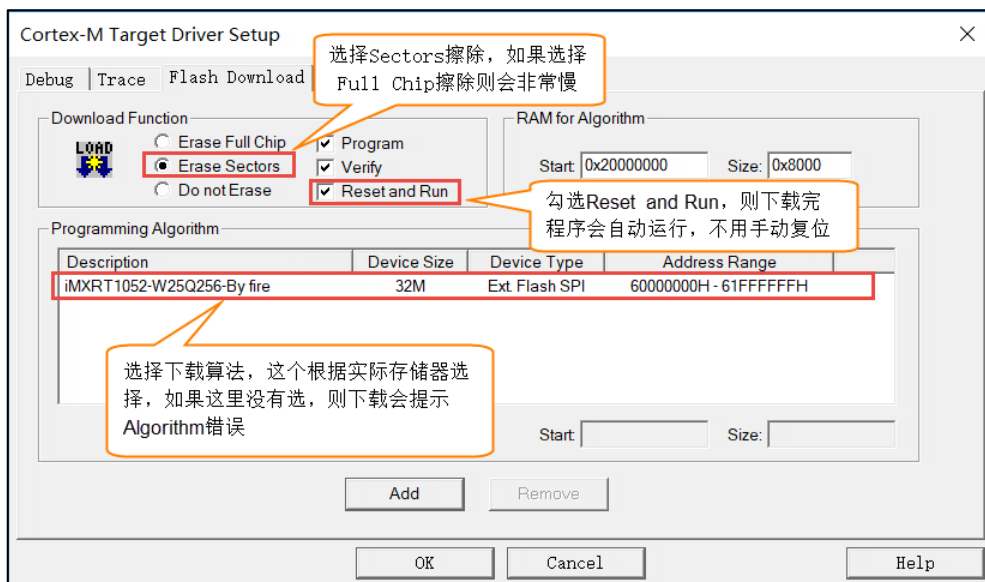 Cortex-M Target Driver Setup
选择Sectors擦除，如果选择
Full Chip擦除则会非常慢
Debug
Trace
Flash Download
Download Function
LOAD
Erase Full Chip
Erase Sectors
Do not Erase
Program
Verify
Reset and Run
RAM for Algorithm
Start: 0x20000000
Size: 0x8000
勾选Reset and Run，则下载完
程序会自动运行，不用手动复位
Programming Algorithm
Description Device Size Device Type Address Range
iMXRT1052-W25Q256-By fire 32M Ext. Flash SPI 60000000H - 61FFFFFFH
选择下载算法，这个根据实际存储器选
择，如果这里没有选，则下载会提示
Algorithm错误
Start:
Size:
Add
Remove
OK
Cancel
Help